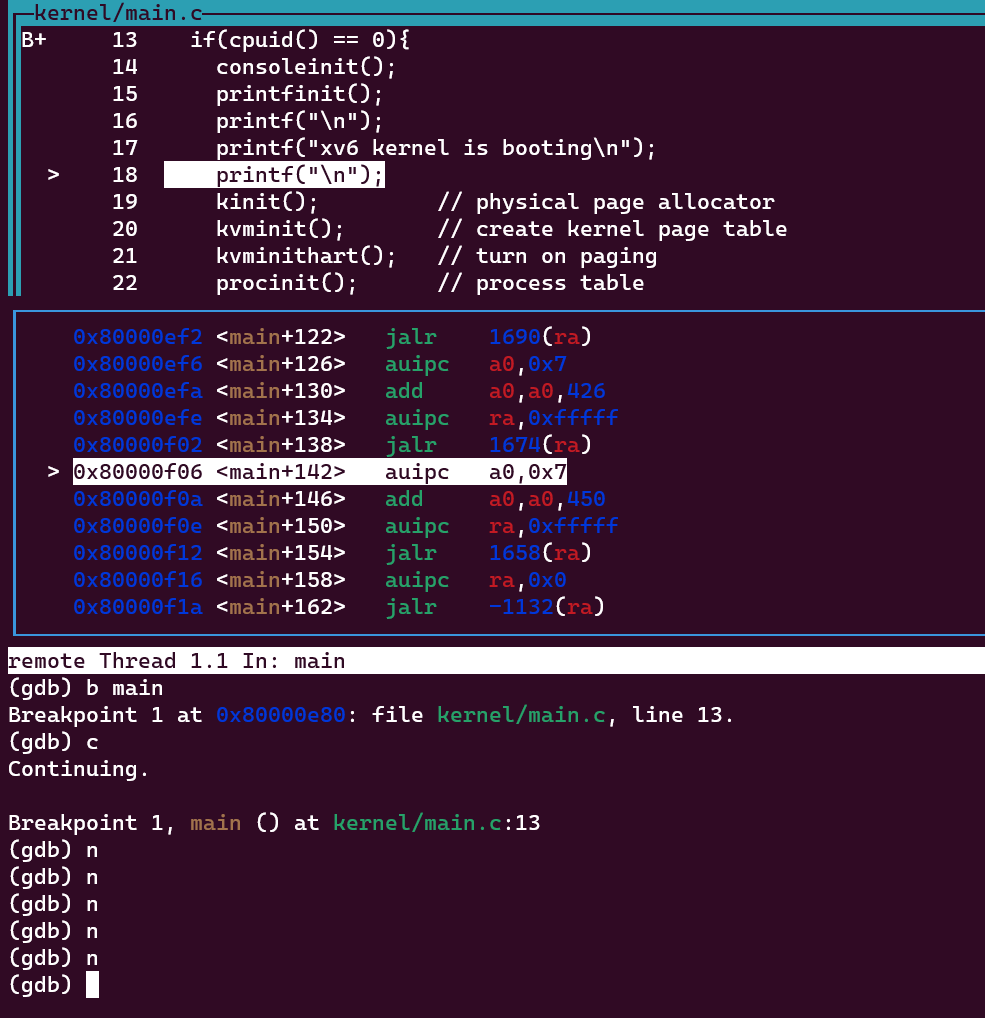 kernel/main.c
B+ 13 if(cpuid() == 0){
14 consoleinit();
15 printfinit();
16 printf("\n");
17 printf("xv6 kernel is booting\n");
> 18 printf("\n");
19 kinit(); // physical page allocator
20 kvminit(); // create kernel page table
21 kvminithart(); // turn on paging
22 procinit(); // process table
0x80000ef2 <main+122> jalr 1690(ra)
0x80000ef6 <main+126> auipc a0,0x7
0x80000efa <main+130> add a0,a0,426
0x80000efe <main+134> auipc ra,0xfffff
0x80000f02 <main+138> jalr 1674(ra)
> 0x80000f06 <main+142> auipc a0,0x7
0x80000f0a <main+146> add a0,a0,450
0x80000f0e <main+150> auipc ra,0xfffff
0x80000f12 <main+154> jalr 1658(ra)
0x80000f16 <main+158> auipc ra,0x0
0x80000f1a <main+162> jalr -1132(ra)
remote Thread 1.1 In: main
(gdb) b main
Breakpoint 1 at 0x80000e80: file kernel/main.c, line 13.
(gdb) c
Continuing.
Breakpoint 1, main () at kernel/main.c:13
(gdb) n
(gdb) n
(gdb) n
(gdb) n
(gdb) n
(gdb)